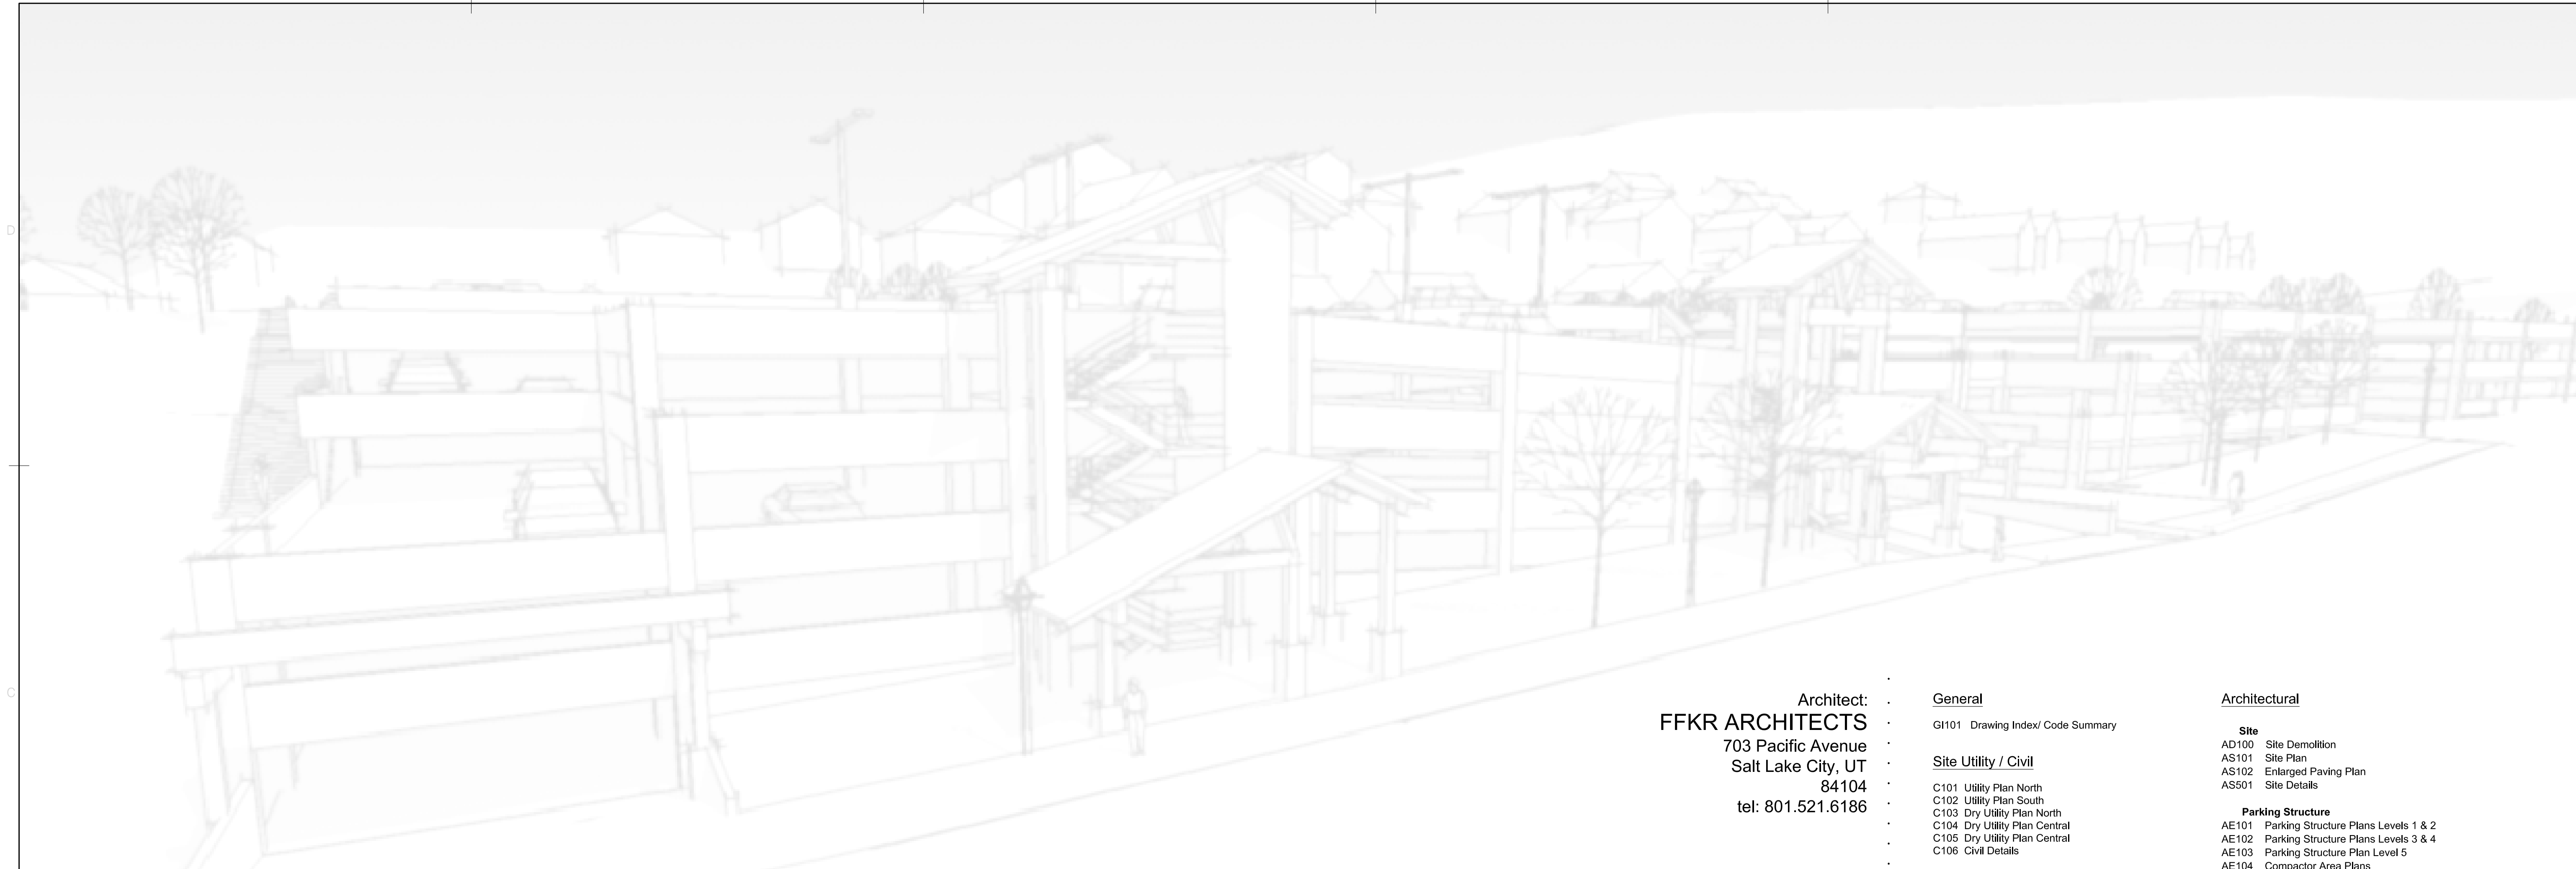 D
C
Architect:
FFKR ARCHITECTS
703 Pacific Avenue
Salt Lake City, UT
84104
tel: 801.521.6186
General
GI101 Drawing Index/ Code Summary
Site Utility / Civil
C101 Utility Plan North
C102 Utility Plan South
C103 Dry Utility Plan North
C104 Dry Utility Plan Central
C105 Dry Utility Plan Central
C106 Civil Details
Architectural
Site
AD100 Site Demolition
AS101 Site Plan
AS102 Enlarged Paving Plan
AS501 Site Details
Parking Structure
AE101 Parking Structure Plans Levels 1 & 2
AE102 Parking Structure Plans Levels 3 & 4
AE103 Parking Structure Plan Level 5
AE104 Compactor Area Plans